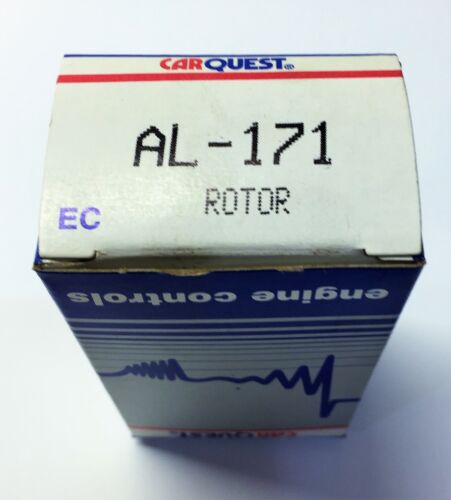 CARQUEST®
AL-171
ROTOR
EC
engine controls
CARQUEST®